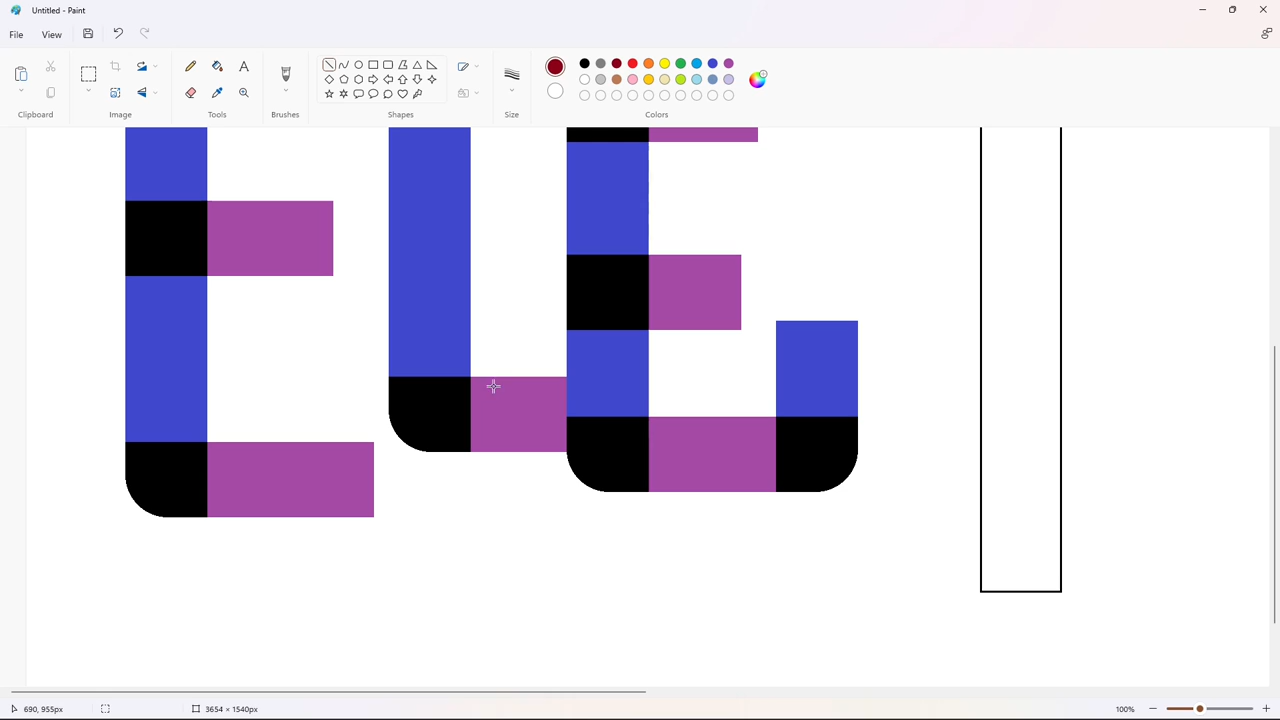 Untitled - Paint
File View
Clipboard Image Tools Brushes Shapes Size Colors
690, 955px 3654 × 1540px 100%